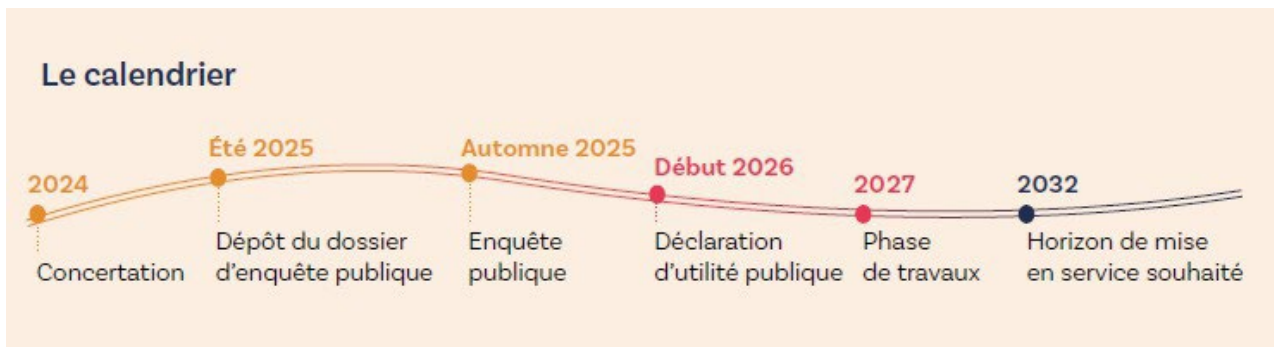 Le calendrier
2024
Concertation
Été 2025
Dépôt du dossier
d'enquête publique
Automne 2025
Enquête
publique
Début 2026
Déclaration
d'utilité publique
2027
Phase
de travaux
2032
Horizon de mise
en service souhaité